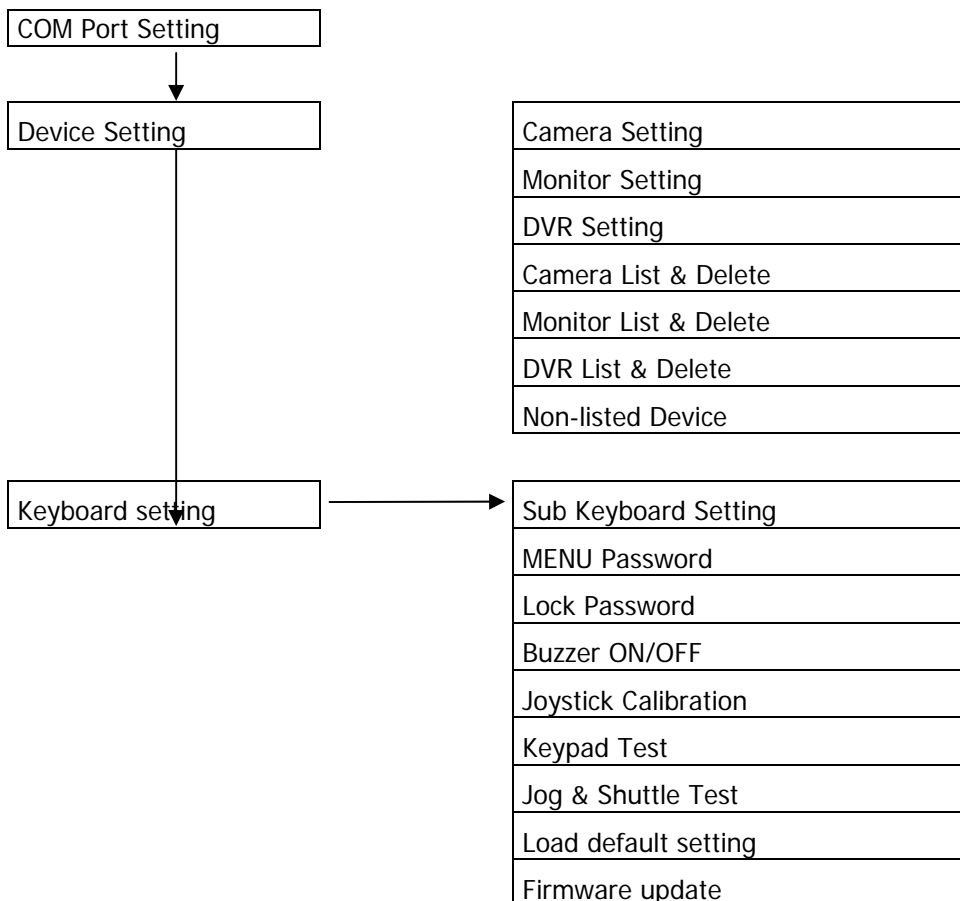 COM Port Setting
Device Setting
Camera Setting
Monitor Setting
DVR Setting
Camera List & Delete
Monitor List & Delete
DVR List & Delete
Non-listed Device
Keyboard setting
Sub Keyboard Setting
MENU Password
Lock Password
Buzzer ON/OFF
Joystick Calibration
Keypad Test
Jog & Shuttle Test
Load default setting
Firmware update